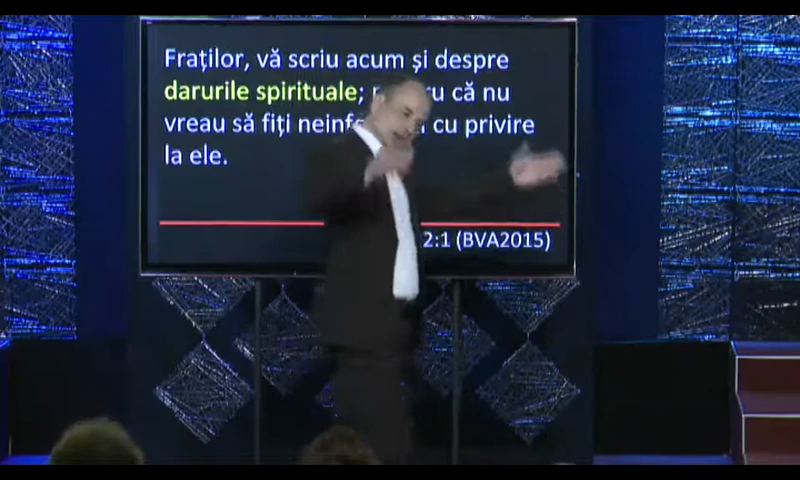 Fraților, vă scriu acum și despre
darurile spirituale; că nu
vreau să fiți cu privire
la ele.
2:1 (BVA2015)